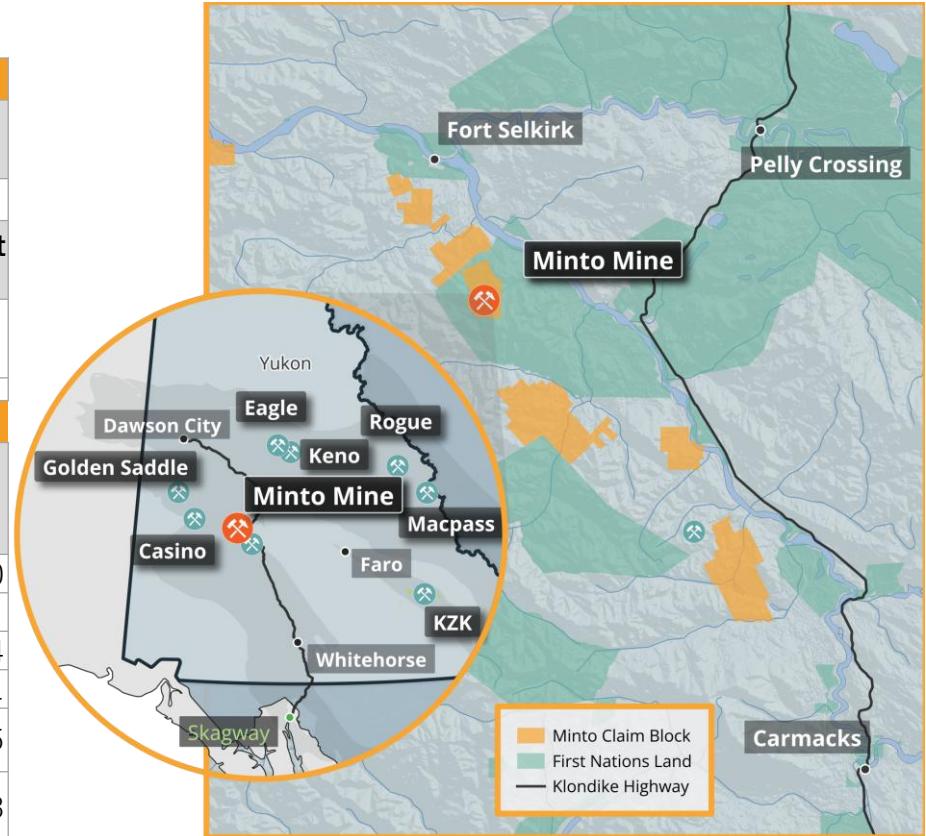 Fort Selkirk
Pelly Crossing
Minto Mine
Yukon
Eagle
Rogue
Dawson City
Keno
Golden Saddle
Minto Mine
Macpass
Casino
Faro
KZK
Whitehorse
Skagway
Minto Claim Block
First Nations Land
Klondike Highway
Carmacks